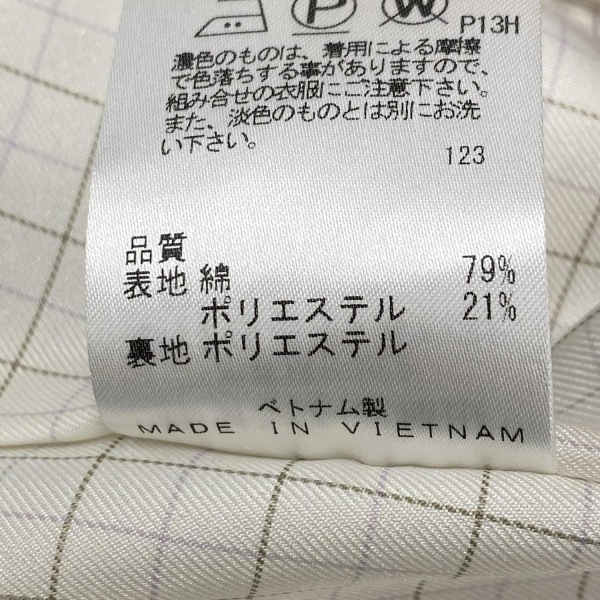 P W P13H
濃色のものは、着用による摩擦
で色落ちする事がありますので、
組み合せの衣服にご注意下さい。
また、淡色のものとは別にお洗
い下さい。
123
品質
表地 綿 79%
ポリエステル 21%
裏地 ポリエステル
ベトナム製
MADE IN VIETNAM